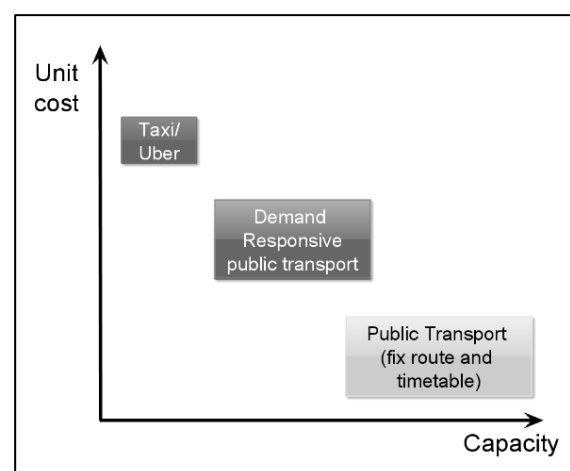 Unit
cost
Taxi/
Uber
Demand
Responsive
public transport
Public Transport
(fix route and
timetable)
Capacity